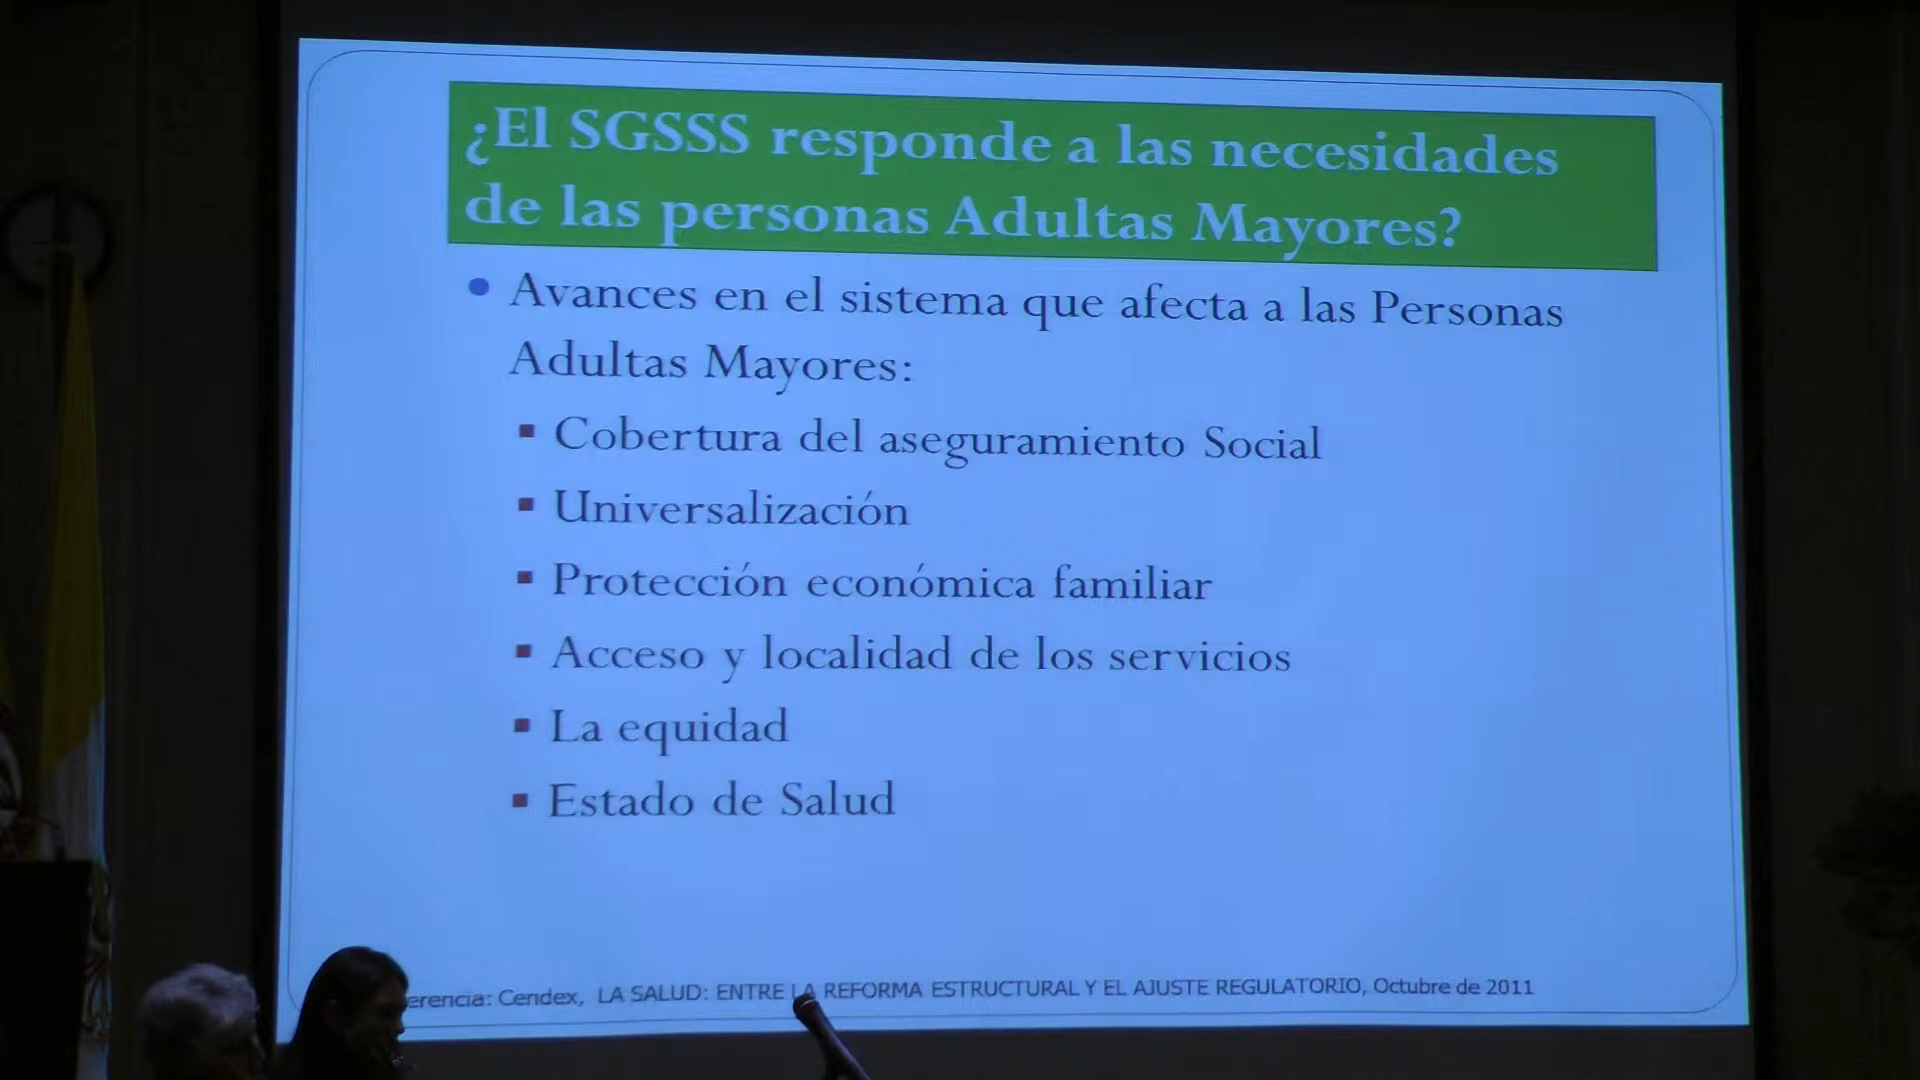 ¿El SGSSS responde a las necesidades
de las personas Adultas Mayores?
Avances en el sistema que afecta a las Personas
Adultas Mayores:
Cobertura del aseguramiento Social
Universalización
Protección económica familiar
Acceso y localidad de los servicios
La equidad
Estado de Salud
erencia: Cendex, LA SALUD: ENTRE LA REFORMA ESTRUCTURAL Y EL AJUSTE REGULATORIO, Octubre de 2011